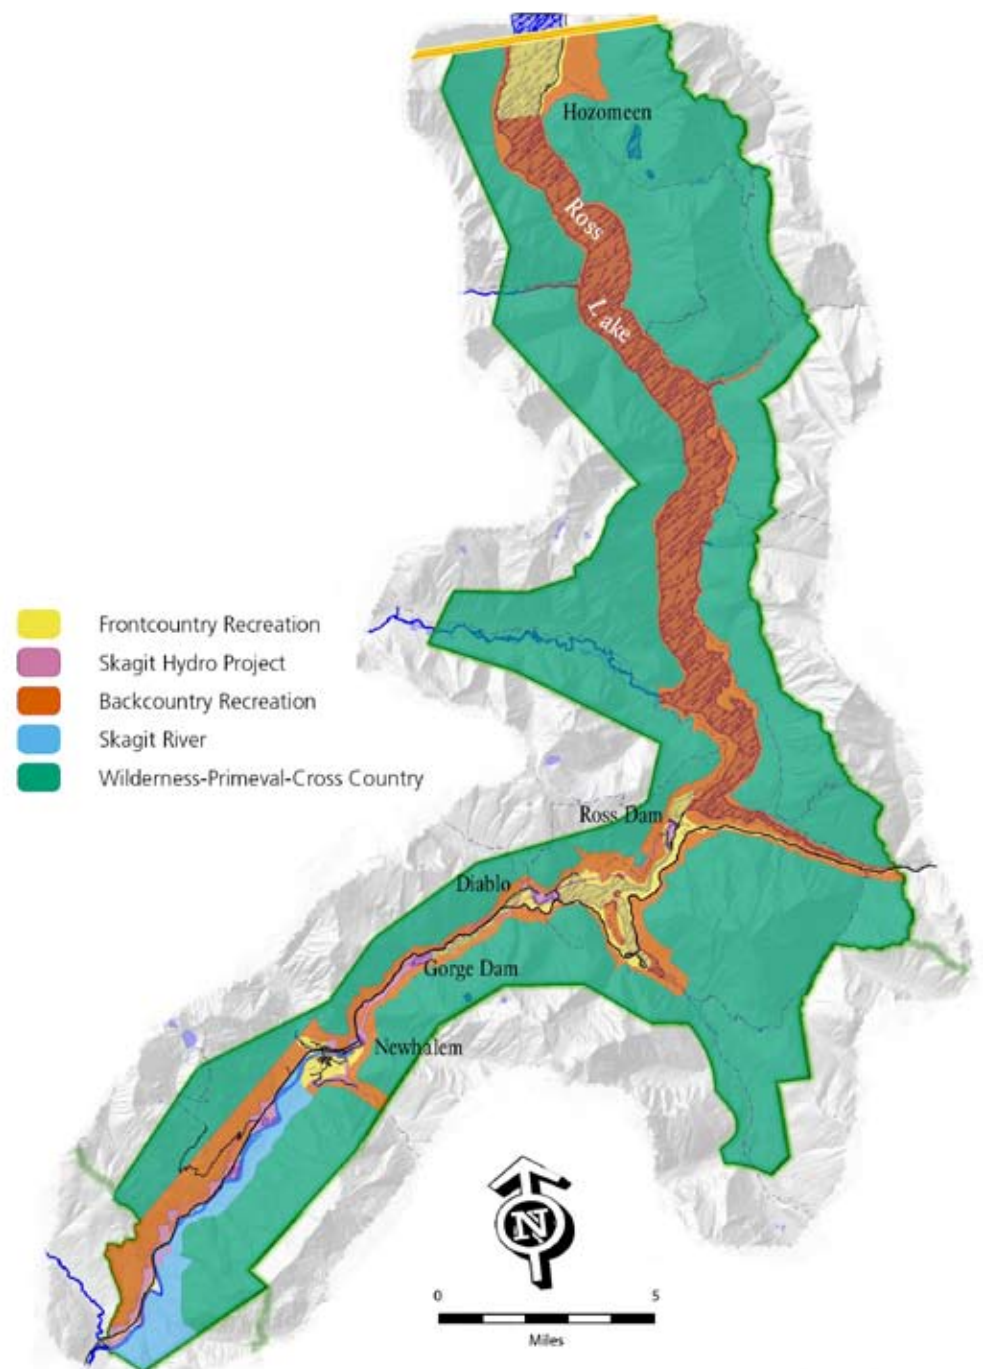 Hozomeen
Ross
Lake
Frontcountry Recreation
Skagit Hydro Project
Backcountry Recreation
Skagit River
Wilderness-Primeval-Cross Country
Ross Dam
Diablo
Gorge Dam
Newhalem
N
0 5
Miles